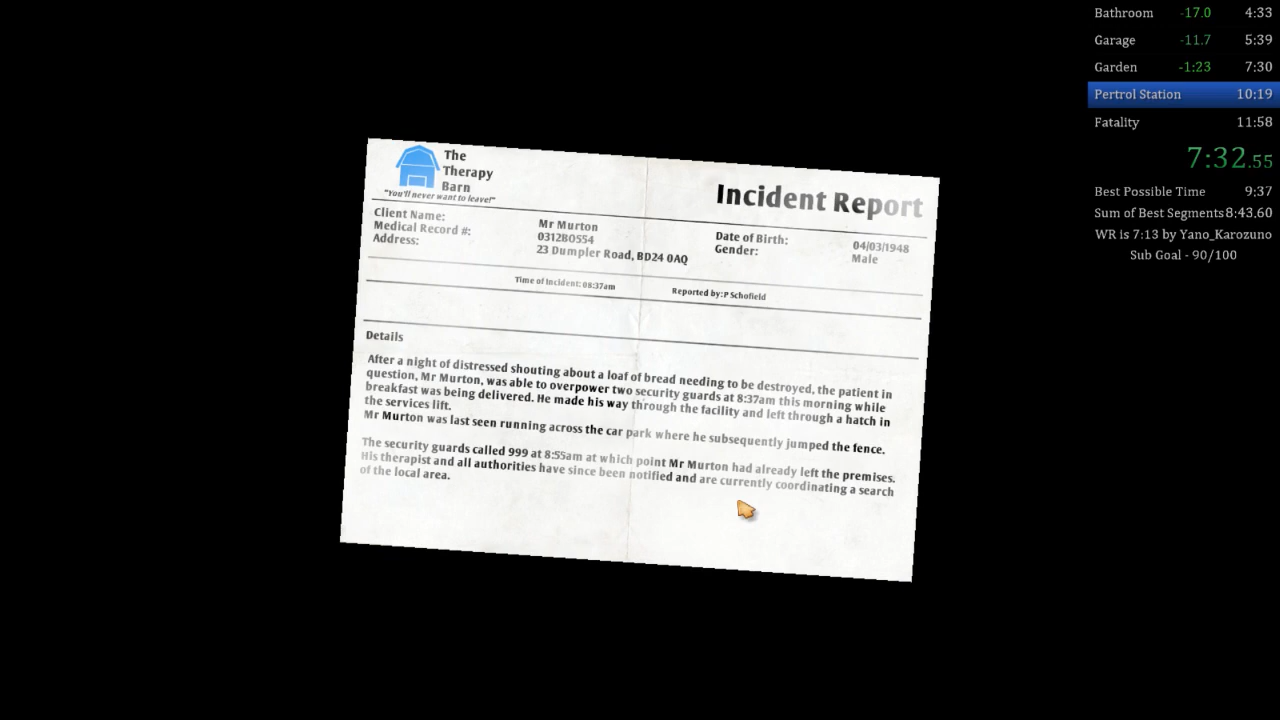 Bathroom -17.0 4:33
Garage -11.7 5:39
Garden -1:23 7:30
Pertrol Station 10:19
Fatality 11:58
7:32.55
Best Possible Time 9:37
Sum of Best Segments 8:43.60
WR is 7:13 by Yano_Karozuno
Sub Goal - 90/100
The
Therapy
Barn
"You'll never want to leave!"
Incident Report
Client Name: Mr Murton
Medical Record #: 0312B0554
Address: 23 Dumpler Road, BD24 0AQ
Date of Birth: 04/03/1948
Gender: Male
Time of Incident: 08:37am Reported by: P Schofield
Details
After a night of distressed shouting about a loaf of bread needing to be destroyed, the patient in
question, Mr Murton, was able to overpower two security guards at 8:37am this morning while
breakfast was being delivered. He made his way through the facility and left through a hatch in
the services lift.
Mr Murton was last seen running across the car park where he subsequently jumped the fence.
The security guards called 999 at 8:55am at which point Mr Murton had already left the premises.
His therapist and all authorities have since been notified and are currently coordinating a search
of the local area.